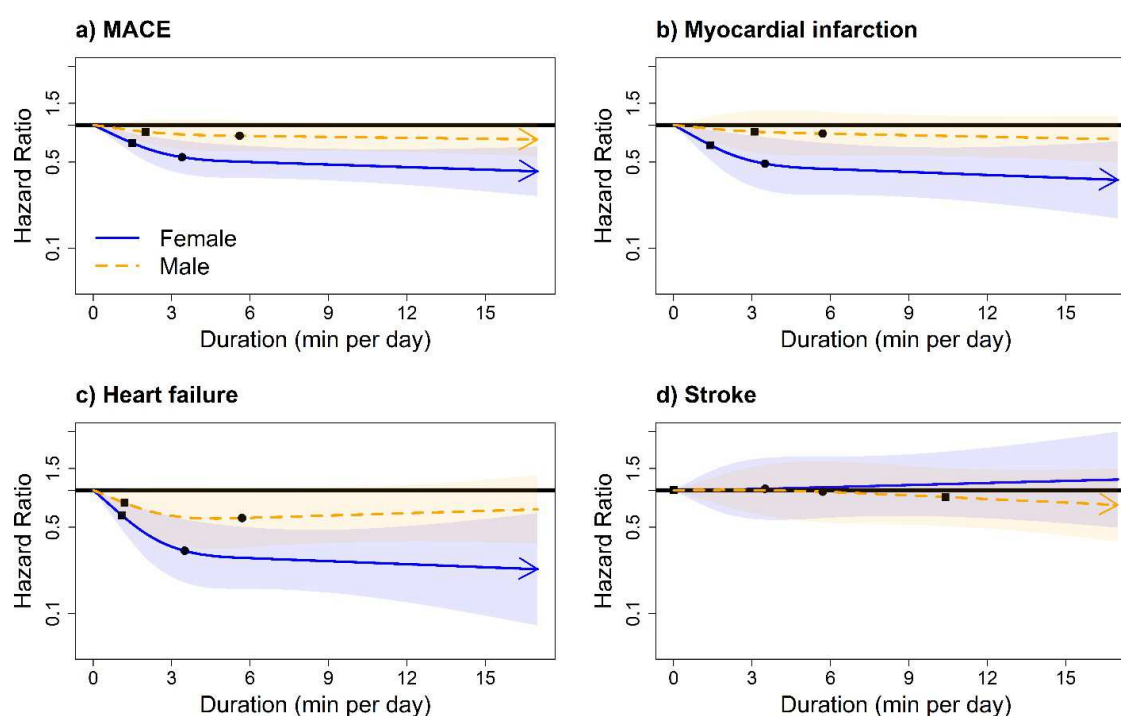 a) MACE
Hazard Ratio
1.5
0.5
0.1
Female
Male
0 3 6 9 12 15
Duration (min per day)
b) Myocardial infarction
Hazard Ratio
1.5
0.5
0.1
0 3 6 9 12 15
Duration (min per day)
c) Heart failure
Hazard Ratio
1.5
0.5
0.1
0 3 6 9 12 15
Duration (min per day)
d) Stroke
Hazard Ratio
1.5
0.5
0.1
0 3 6 9 12 15
Duration (min per day)